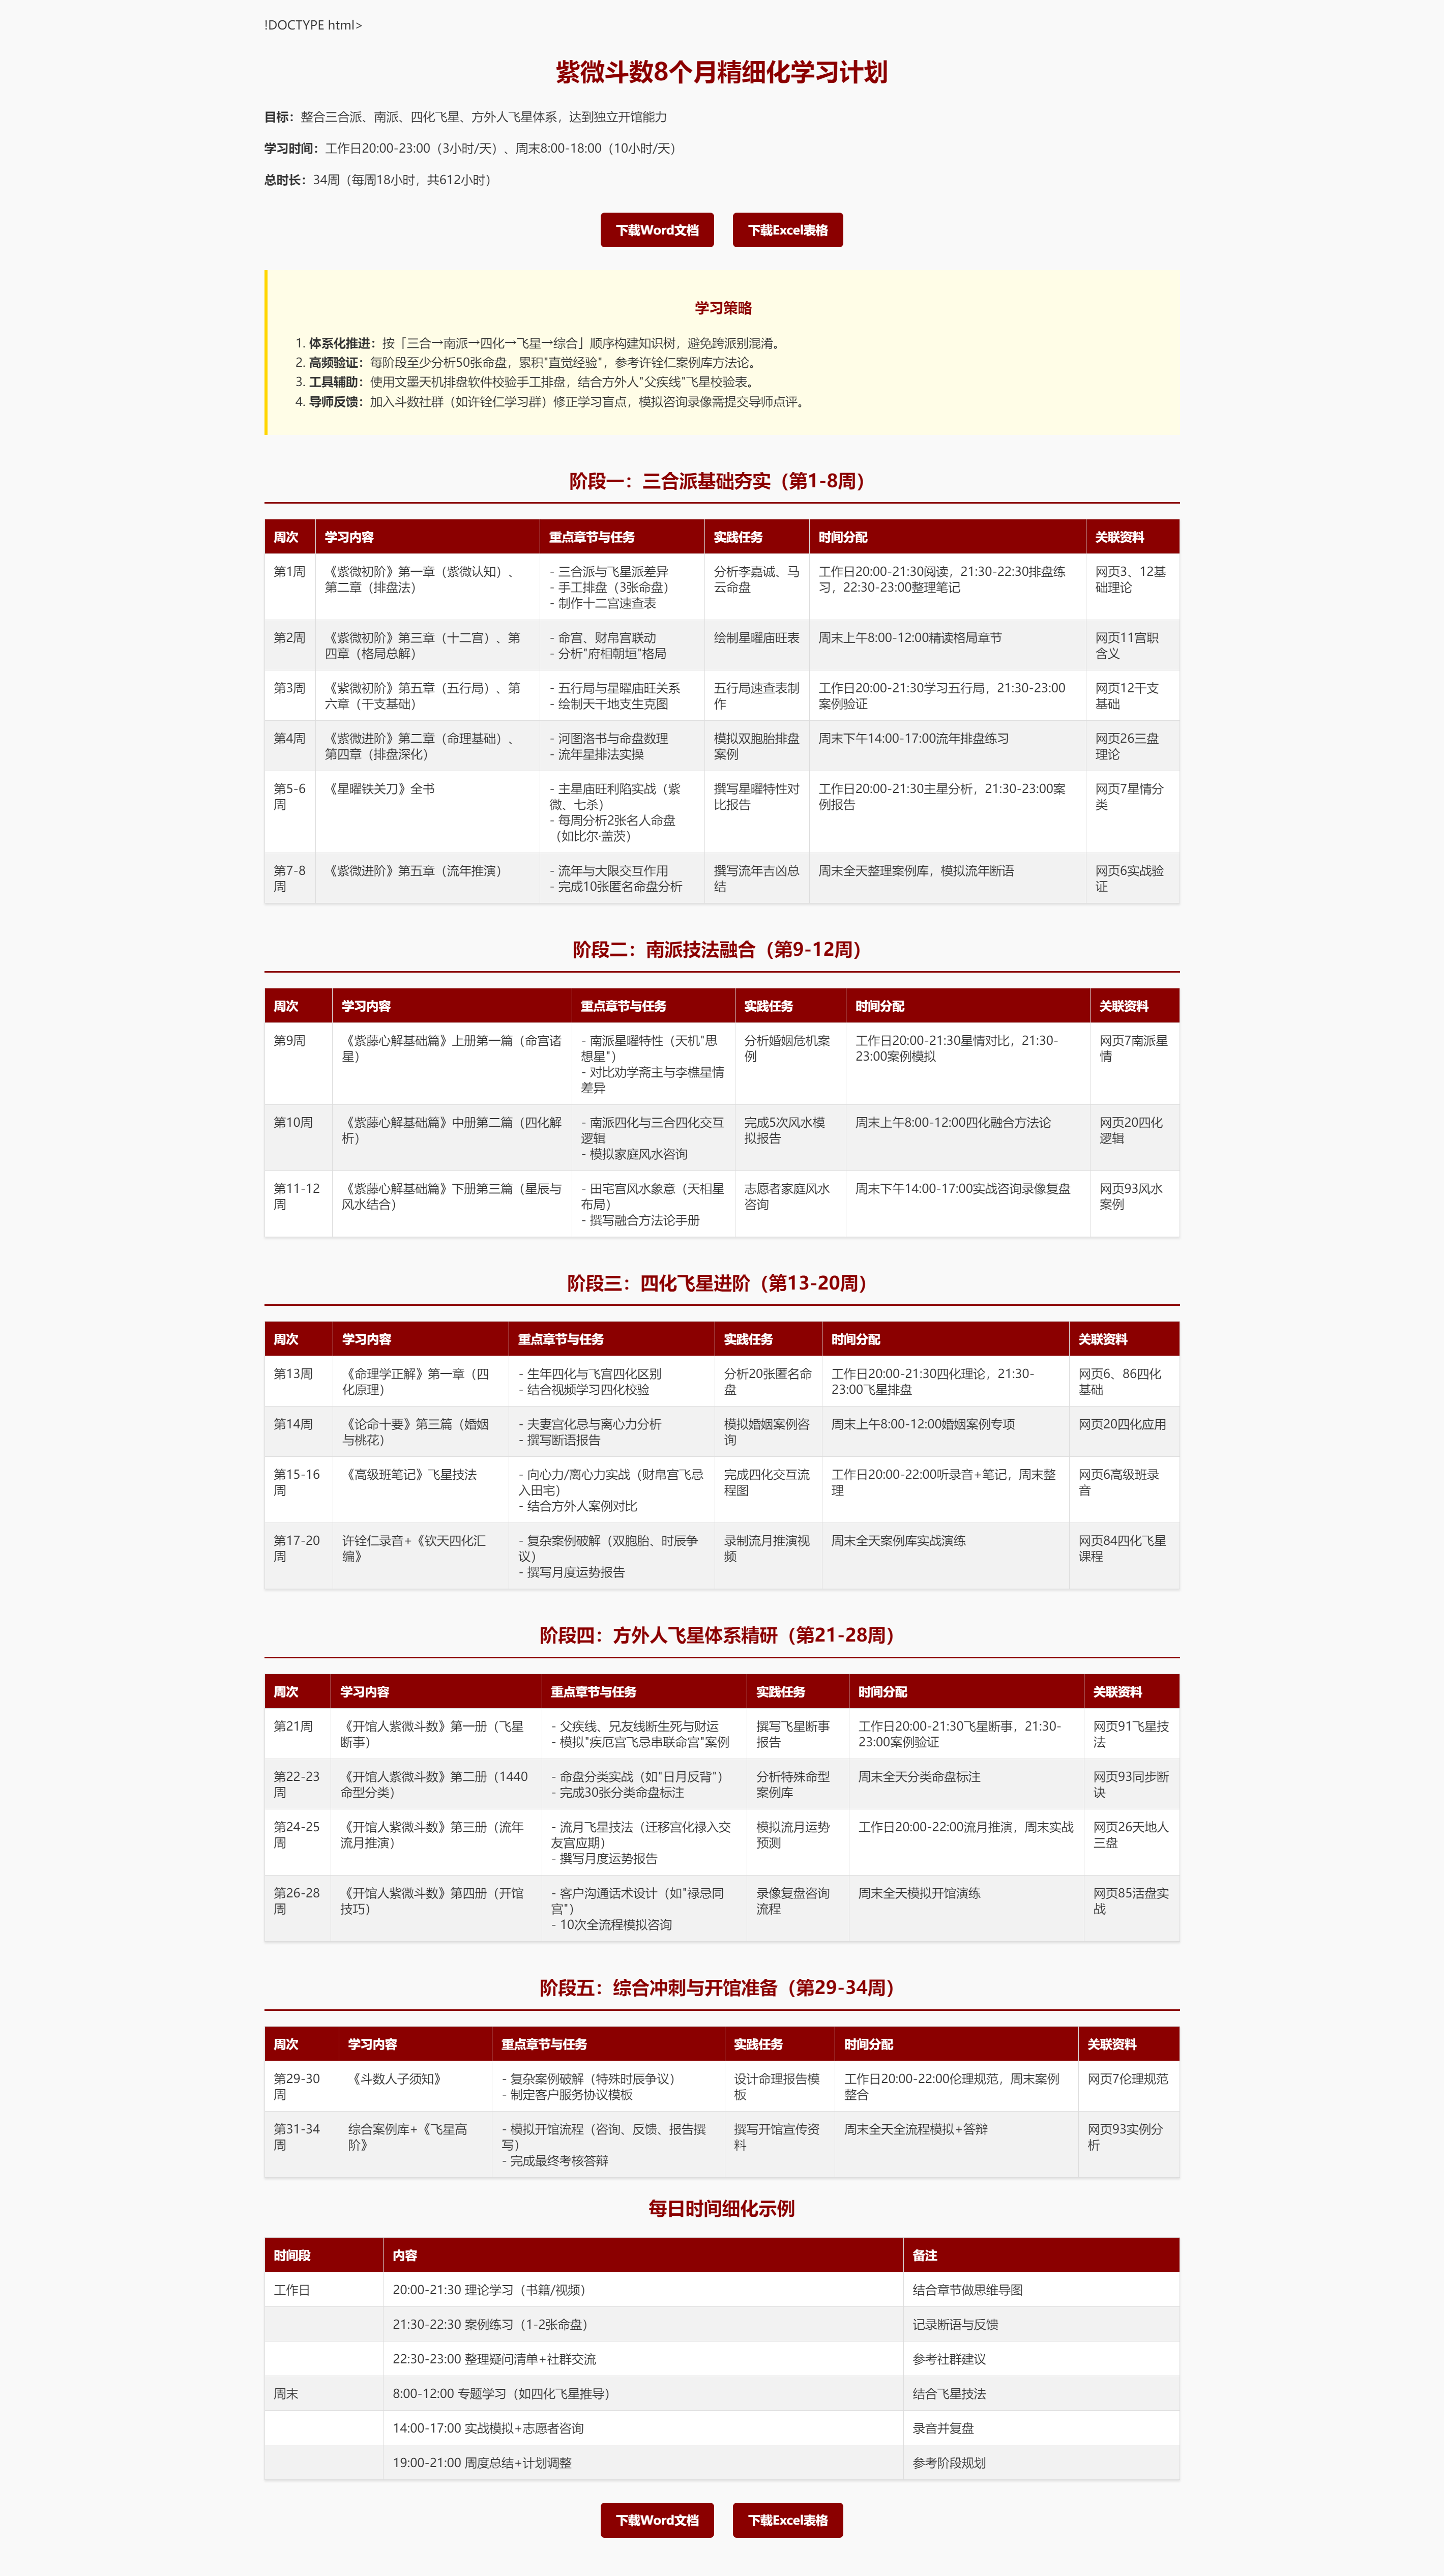 !DOCTYPE html>
紫微斗数8个月精细化学习计划
目标：整合三合派、南派、四化飞星、方外人飞星体系，达到独立开馆能力
学习时间：工作日20:00-23:00（3小时/天）、周末8:00-18:00（10小时/天）
总时长：34周（每周18小时，共612小时）
下载Word文档 下载Excel表格
学习策略
1. 体系化推进：按「三合→南派→四化→飞星→综合」顺序构建知识树，避免跨派别混淆。
2. 高频验证：每阶段至少分析50张命盘，累积"直觉经验"，参考许铨仁案例库方法论。
3. 工具辅助：使用文墨天机排盘软件校验手工排盘，结合方外人"父疾线"飞星校验表。
4. 导师反馈：加入斗数社群（如许铨仁学习群）修正学习盲点，模拟咨询录像需提交导师点评。
阶段一：三合派基础夯实（第1-8周）
周次 学习内容 重点章节与任务 实践任务 时间分配 关联资料
第1周 《紫微初阶》第一章（紫微认知）、 - 三合派与飞星派差异 分析李嘉诚、马 工作日20:00-21:30阅读，21:30-22:30排盘练 网页3、12基
第二章（排盘法） - 手工排盘（3张命盘） 云命盘 习，22:30-23:00整理笔记 础理论
- 制作十二宫速查表
第2周 《紫微初阶》第三章（十二宫）、第 - 命宫、财帛宫联动 绘制星曜庙旺表 周末上午8:00-12:00精读格局章节 网页11宫职
四章（格局总解） - 分析"府相朝垣"格局 含义
第3周 《紫微初阶》第五章（五行局）、第 - 五行局与星曜庙旺关系 五行局速查表制 工作日20:00-21:30学习五行局，21:30-23:00 网页12干支
六章（干支基础） - 绘制天干地支生克图 作 案例验证 基础
第4周 《紫微进阶》第二章（命理基础）、 - 河图洛书与命盘数理 模拟双胞胎排盘 周末下午14:00-17:00流年排盘练习 网页26三盘
第四章（排盘深化） - 流年星排法实操 案例 理论
第5-6 《星曜铁关刀》全书 - 主星庙旺利陷实战（紫 撰写星曜特性对 工作日20:00-21:30主星分析，21:30-23:00案 网页7星情分
周 微、七杀） 比报告 例报告 类
- 每周分析2张名人命盘
（如比尔·盖茨）
第7-8 《紫微进阶》第五章（流年推演） - 流年与大限交互作用 撰写流年吉凶总 周末全天整理案例库，模拟流年断语 网页6实战验
周 - 完成10张匿名命盘分析 结 证
阶段二：南派技法融合（第9-12周）
周次 学习内容 重点章节与任务 实践任务 时间分配 关联资料
第9周 《紫藤心解基础篇》上册第一篇（命宫诸 - 南派星曜特性（天机"思 分析婚姻危机案 工作日20:00-21:30星情对比，21:30- 网页7南派星
星） 想星"） 例 23:00案例模拟 情
- 对比劝学斋主与李樵星情
差异
第10周 《紫藤心解基础篇》中册第二篇（四化解 - 南派四化与三合四化交互 完成5次风水模 周末上午8:00-12:00四化融合方法论 网页20四化
析） 逻辑 拟报告 逻辑
- 模拟家庭风水咨询
第11-12 《紫藤心解基础篇》下册第三篇（星辰与 - 田宅宫风水象意（天相星 志愿者家庭风水 周末下午14:00-17:00实战咨询录像复盘 网页93风水
周 风水结合） 布局） 咨询 案例
- 撰写融合方法论手册
阶段三：四化飞星进阶（第13-20周）
周次 学习内容 重点章节与任务 实践任务 时间分配 关联资料
第13周 《命理学正解》第一章（四 - 生年四化与飞宫四化区别 分析20张匿名命 工作日20:00-21:30四化理论，21:30- 网页6、86四化
化原理） - 结合视频学习四化校验 盘 23:00飞星排盘 基础
第14周 《论命十要》第三篇（婚姻 - 夫妻宫化忌与离心力分析 模拟婚姻案例咨 周末上午8:00-12:00婚姻案例专项 网页20四化应用
与桃花） - 撰写断语报告 询
第15-16 《高级班笔记》飞星技法 - 向心力/离心力实战（财帛宫飞忌 完成四化交互流 工作日20:00-22:00听录音+笔记，周末整 网页6高级班录
周 入田宅） 程图 理 音
- 结合方外人案例对比
第17-20 许铨仁录音+《钦天四化汇 - 复杂案例破解（双胞胎、时辰争 录制流月推演视 周末全天案例库实战演练 网页84四化飞星
周 编》 议） 频 课程
- 撰写月度运势报告
阶段四：方外人飞星体系精研（第21-28周）
周次 学习内容 重点章节与任务 实践任务 时间分配 关联资料
第21周 《开馆人紫微斗数》第一册（飞星 - 父疾线、兄友线断生死与财运 撰写飞星断事 工作日20:00-21:30飞星断事，21:30- 网页91飞星技
断事） - 模拟"疾厄宫飞忌串联命宫"案例 报告 23:00案例验证 法
第22-23 《开馆人紫微斗数》第二册（1440 - 命盘分类实战（如"日月反背"） 分析特殊命型 周末全天分类命盘标注 网页93同步断
周 命型分类） - 完成30张分类命盘标注 案例库 诀
第24-25 《开馆人紫微斗数》第三册（流年 - 流月飞星技法（迁移宫化禄入交 模拟流月运势 工作日20:00-22:00流月推演，周末实战 网页26天地人
周 流月推演） 友宫应期） 预测 三盘
- 撰写月度运势报告
第26-28 《开馆人紫微斗数》第四册（开馆 - 客户沟通话术设计（如"禄忌同 录像复盘咨询 周末全天模拟开馆演练 网页85活盘实
周 技巧） 宫"） 流程 战
- 10次全流程模拟咨询
阶段五：综合冲刺与开馆准备（第29-34周）
周次 学习内容 重点章节与任务 实践任务 时间分配 关联资料
第29-30 《斗数人子须知》 - 复杂案例破解（特殊时辰争议） 设计命理报告模 工作日20:00-22:00伦理规范，周末案例 网页7伦理规范
周 - 制定客户服务协议模板 板 整合
第31-34 综合案例库+《飞星高 - 模拟开馆流程（咨询、反馈、报告撰 撰写开馆宣传资 周末全天全流程模拟+答辩 网页93实例分
周 阶》 写） 料 析
- 完成最终考核答辩
每日时间细化示例
时间段 内容 备注
工作日 20:00-21:30 理论学习（书籍/视频） 结合章节做思维导图
21:30-22:30 案例练习（1-2张命盘） 记录断语与反馈
22:30-23:00 整理疑问清单+社群交流 参考社群建议
周末 8:00-12:00 专题学习（如四化飞星推导） 结合飞星技法
14:00-17:00 实战模拟+志愿者咨询 录音并复盘
19:00-21:00 周度总结+计划调整 参考阶段规划
下载Word文档 下载Excel表格